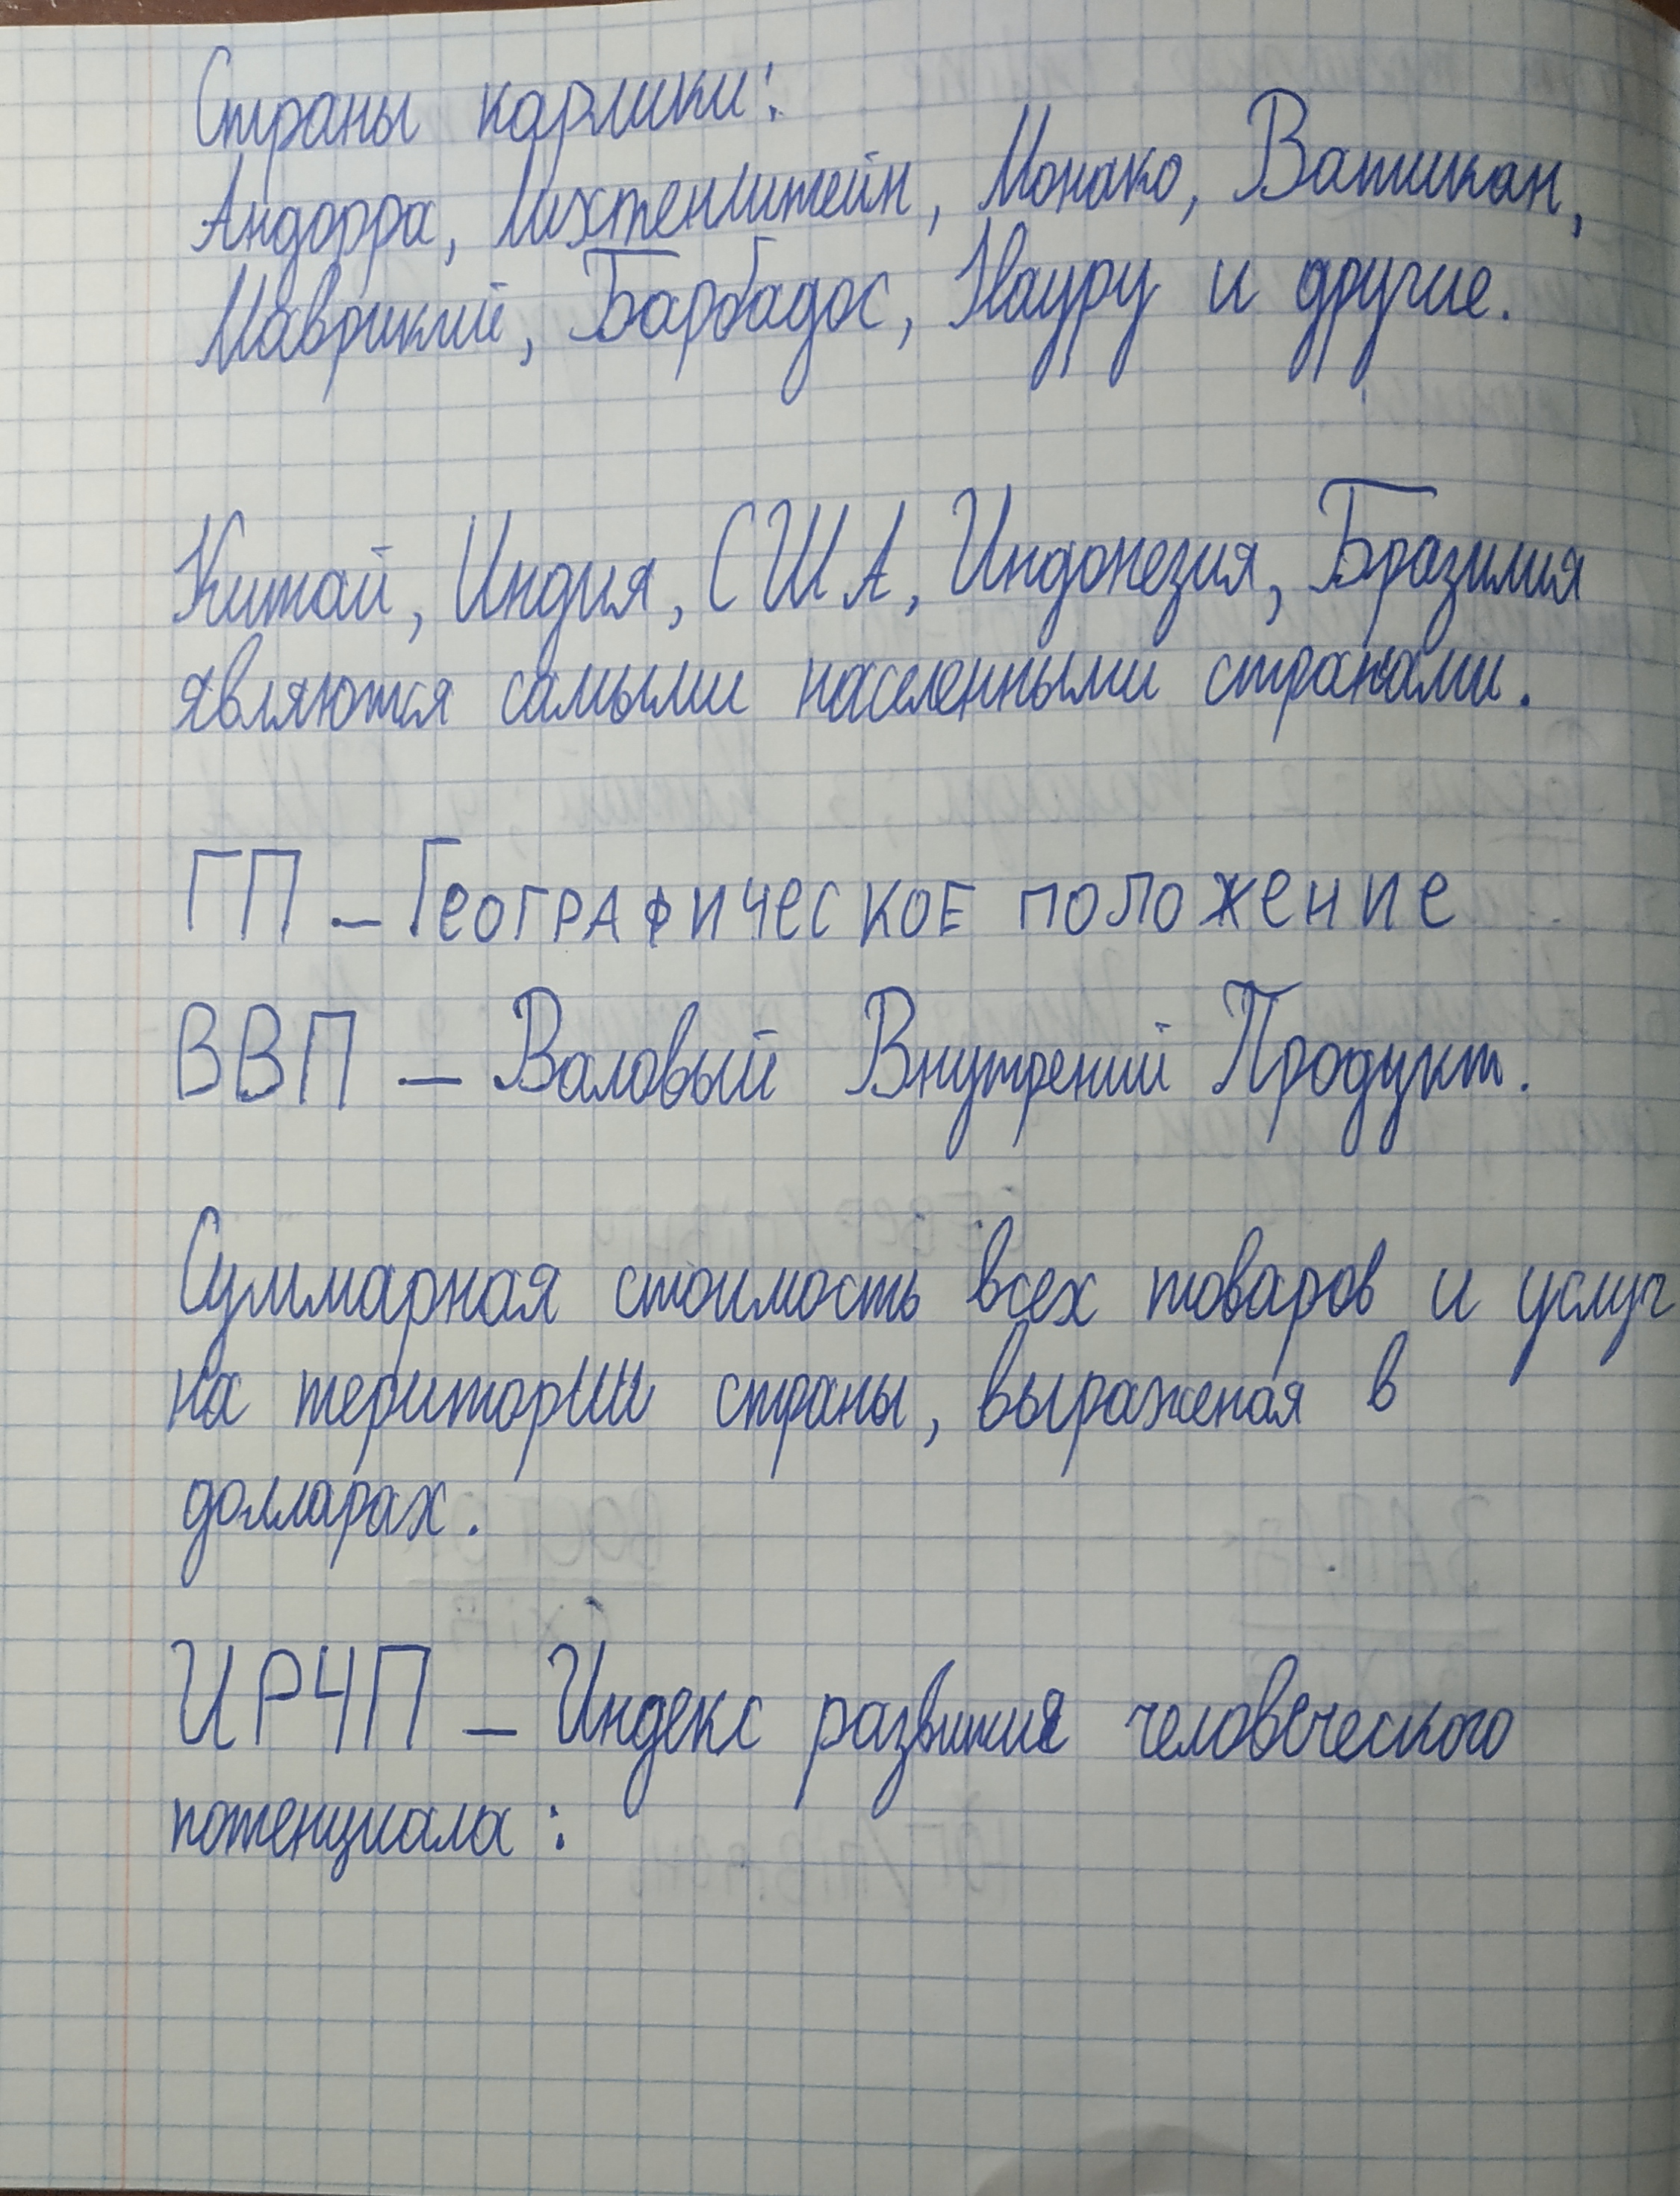 Страны карлики:
Андорра, Лихтенштейн, Монако, Ватикан,
Маврикий, Барбадос, Науру и другие.
Китай, Индия, США, Индонезия, Бразилия
являются самыми населенными странами.
ГП – Географическое положение
ВВП – Валовый Внутрений Продукт.
Суммарная стоимость всех товаров и услуг
на територии страны, выраженая в
долларах.
ИРЧП – Индекс развития человеческого
потенциала: